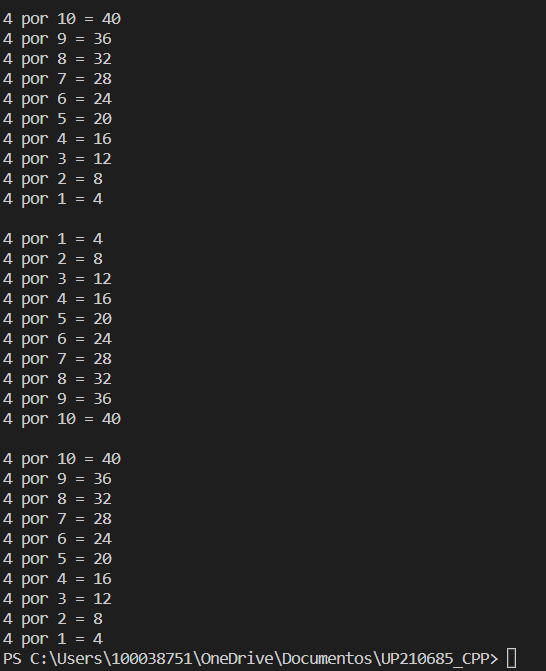 4 por 10 = 40
4 por 9 = 36
4 por 8 = 32
4 por 7 = 28
4 por 6 = 24
4 por 5 = 20
4 por 4 = 16
4 por 3 = 12
4 por 2 = 8
4 por 1 = 4

4 por 1 = 4
4 por 2 = 8
4 por 3 = 12
4 por 4 = 16
4 por 5 = 20
4 por 6 = 24
4 por 7 = 28
4 por 8 = 32
4 por 9 = 36
4 por 10 = 40

4 por 10 = 40
4 por 9 = 36
4 por 8 = 32
4 por 7 = 28
4 por 6 = 24
4 por 5 = 20
4 por 4 = 16
4 por 3 = 12
4 por 2 = 8
4 por 1 = 4
PS C:\Users\100038751\OneDrive\Documentos\UP210685_CPP>